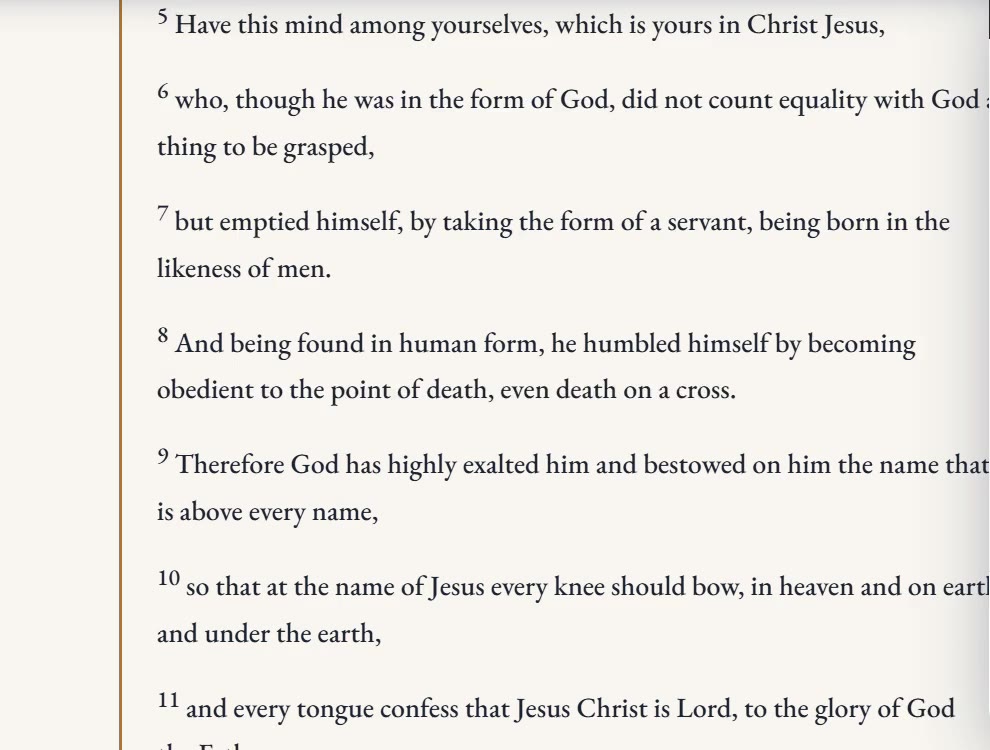 5 Have this mind among yourselves, which is yours in Christ Jesus,
6 who, though he was in the form of God, did not count equality with God
thing to be grasped,
7 but emptied himself, by taking the form of a servant, being born in the
likeness of men.
8 And being found in human form, he humbled himself by becoming
obedient to the point of death, even death on a cross.
9 Therefore God has highly exalted him and bestowed on him the name that
is above every name,
10 so that at the name of Jesus every knee should bow, in heaven and on eart
and under the earth,
11 and every tongue confess that Jesus Christ is Lord, to the glory of God